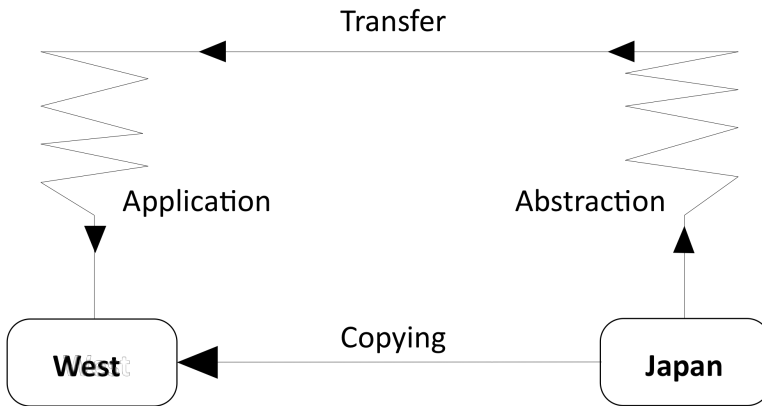 Transfer
Application
Abstraction
Copying
West
Japan